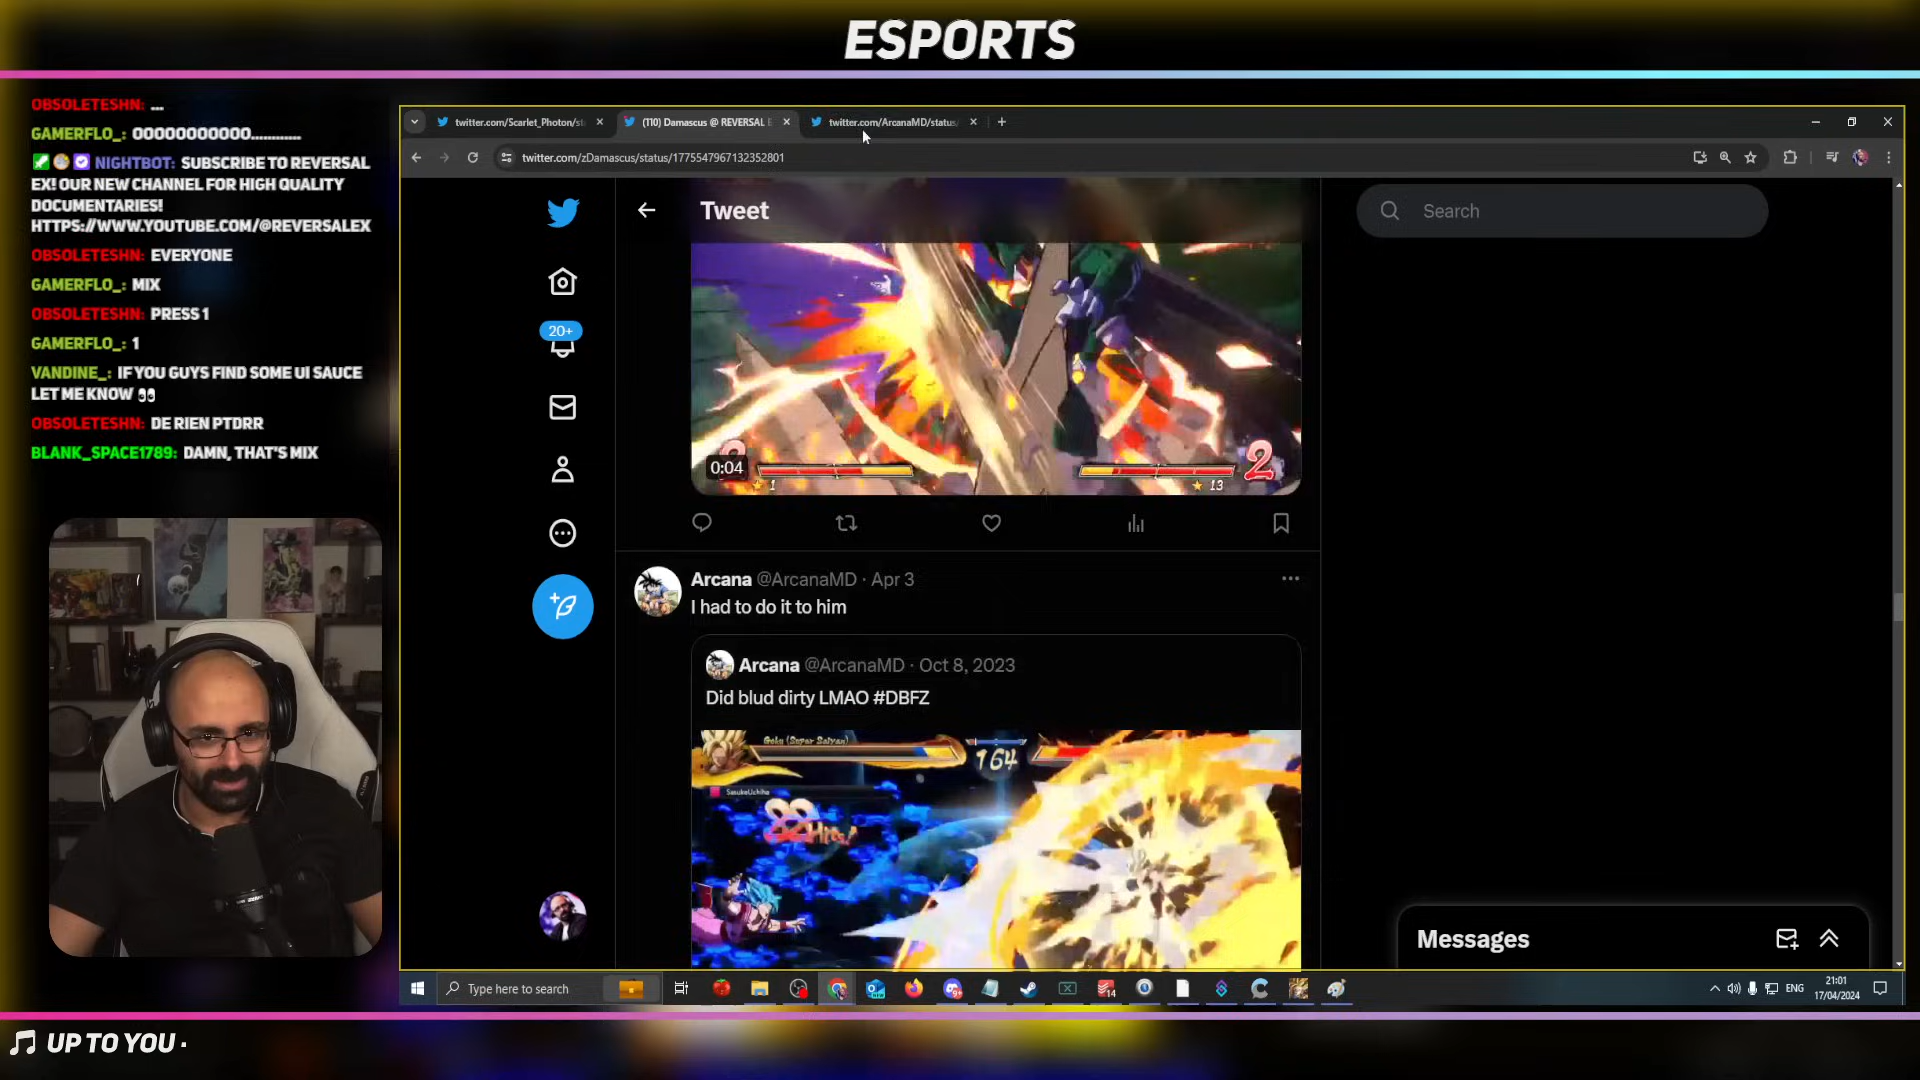 ESPORTS
OBSOLETESHN: ...
GAMERFLO_: OOOOOOOOOOO............
NIGHTBOT: SUBSCRIBE TO REVERSAL
EX! OUR NEW CHANNEL FOR HIGH QUALITY
DOCUMENTARIES!
HTTPS://WWW.YOUTUBE.COM/@REVERSALEX
OBSOLETESHN: EVERYONE
GAMERFLO_: MIX
OBSOLETESHN: PRESS 1
GAMERFLO_: 1
VANDINE_: IF YOU GUYS FIND SOME UI SAUCE
LET ME KNOW
OBSOLETESHN: DE RIEN PTDRR
BLANK_SPACE1789: DAMN, THAT'S MIX
twitter.com/Scarlet_Photon/st
(110) Damascus @ REVERSAL E
twitter.com/ArcanaMD/status/
twitter.com/zDamascus/status/1775547967132352801
Tweet
Search
20+
0:04
1
13
2
Arcana @ArcanaMD · Apr 3
I had to do it to him
Arcana @ArcanaMD · Oct 8, 2023
Did blud dirty LMAO #DBFZ
Goku (Super Saiyan)
164
SasukeUchiha
Hits!
Messages
Type here to search
9+
14
ENG
21:01
17/04/2024
UP TO YOU ·